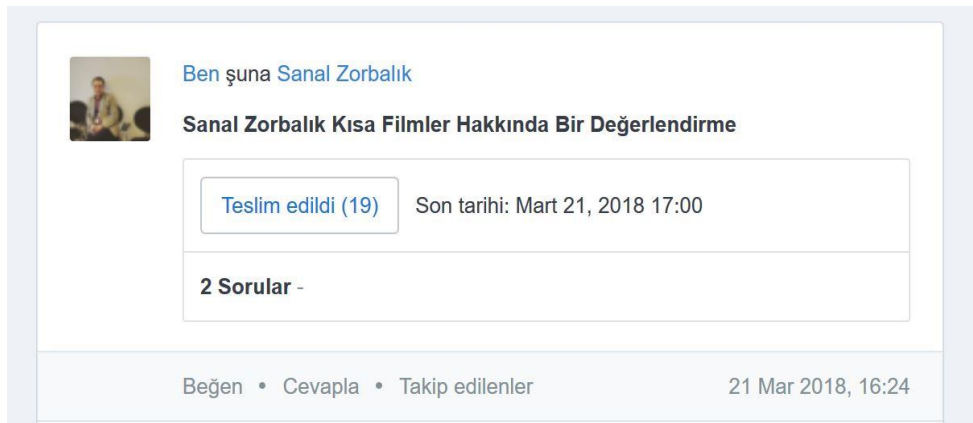 Ben şuna Sanal Zorbalık
Sanal Zorbalık Kısa Filmler Hakkında Bir Değerlendirme
Teslim edildi (19) Son tarihi: Mart 21, 2018 17:00
2 Sorular -
Beğen • Cevapla • Takip edilenler 21 Mar 2018, 16:24